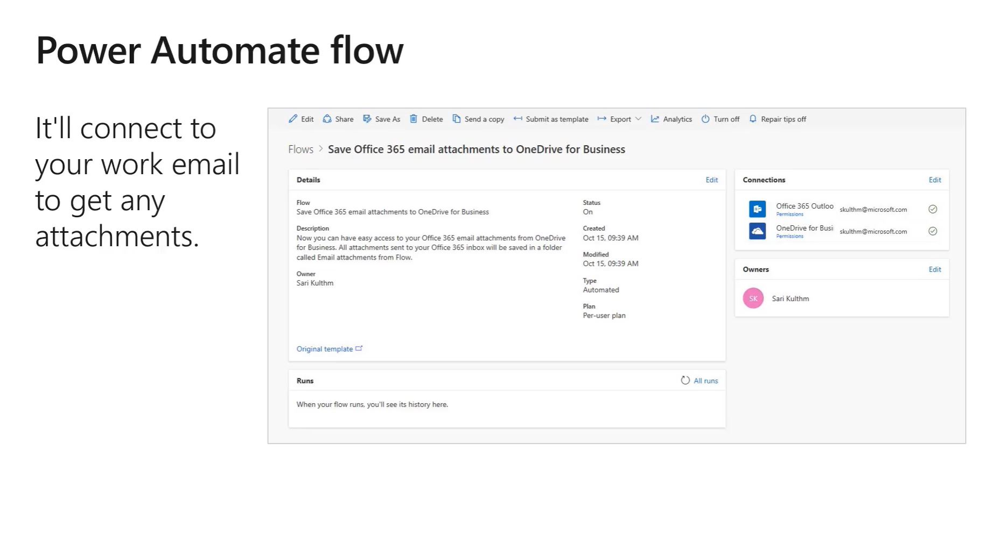 Power Automate flow
It'll connect to
your work email
to get any
attachments.
Edit Share Save As Delete Send a copy Submit as template Export Analytics Turn off Repair tips off
Flows > Save Office 365 email attachments to OneDrive for Business
Details Edit
Flow
Save Office 365 email attachments to OneDrive for Business
Description
Now you can have easy access to your Office 365 email attachments from OneDrive
for Business. All attachments sent to your Office 365 inbox will be saved in a folder
called Email attachments from Flow.
Owner
Sari Kulthm
Status
On
Created
Oct 15, 09:39 AM
Modified
Oct 15, 09:39 AM
Type
Automated
Plan
Per-user plan
Original template
Connections Edit
Office 365 Outloo skulthm@microsoft.com
Permissions
OneDrive for Busi skulthm@microsoft.com
Permissions
Owners Edit
SK Sari Kulthm
Runs All runs
When your flow runs, you'll see its history here.